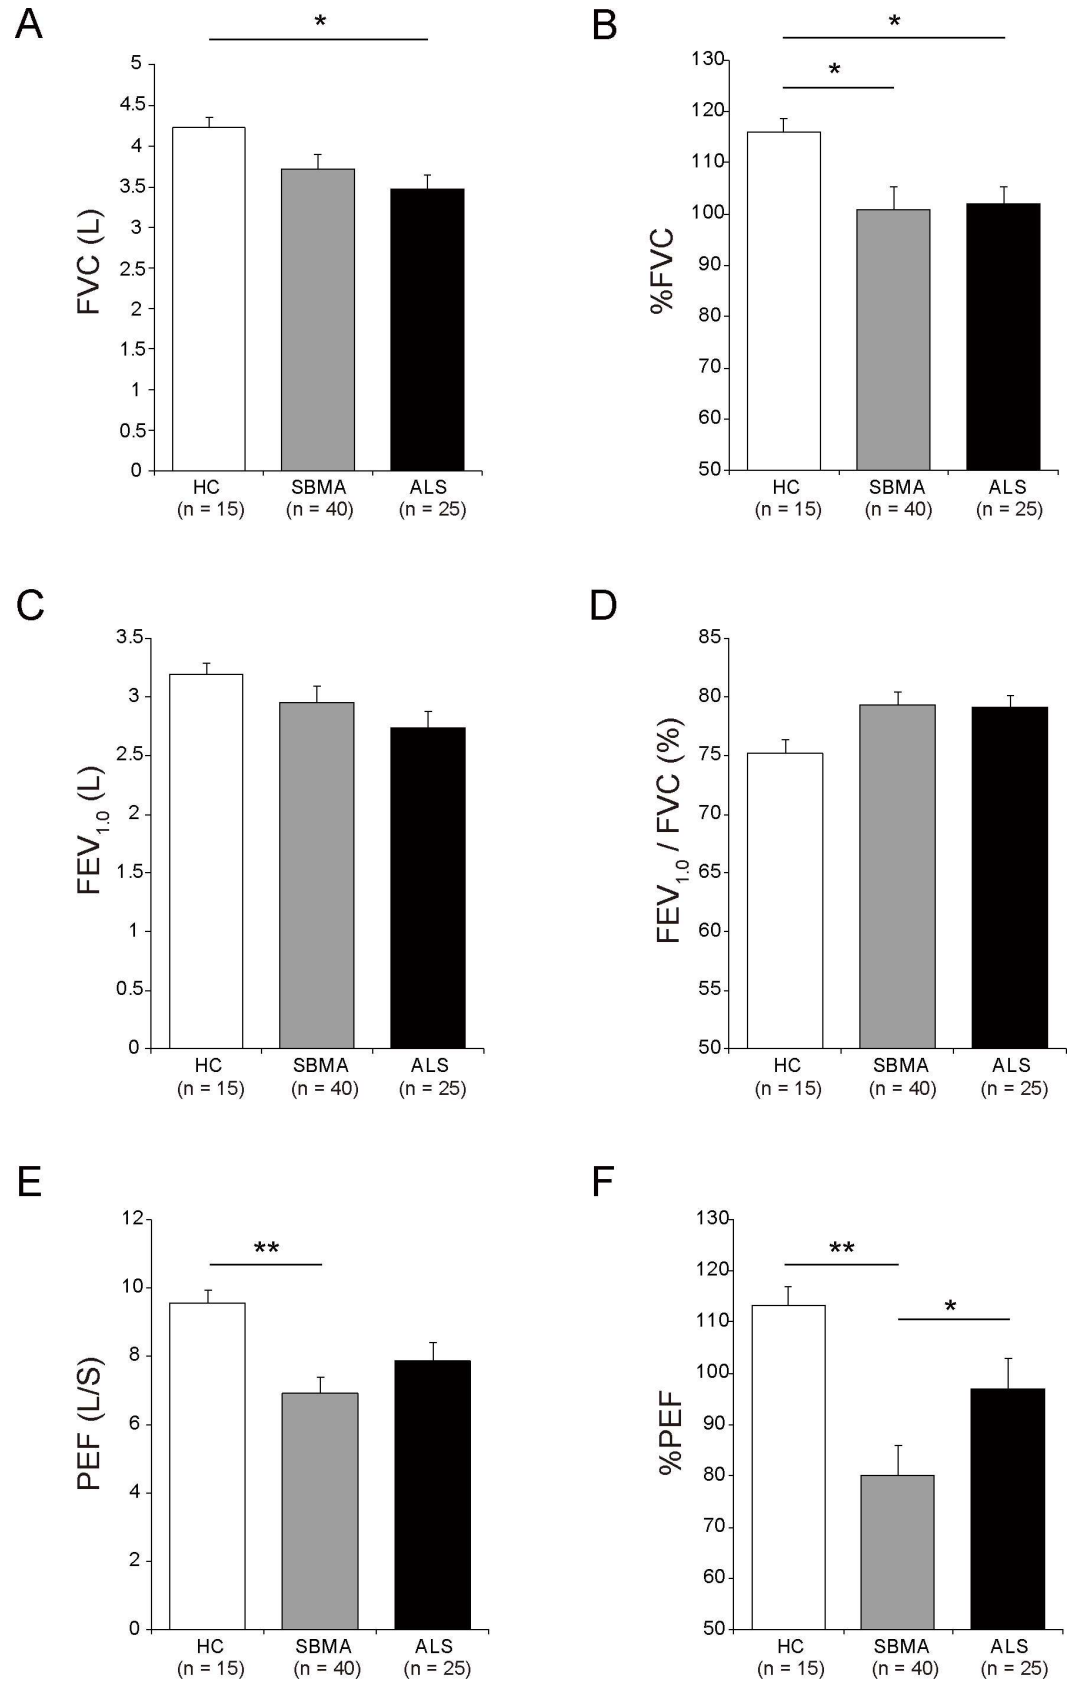 A
*
FVC (L)
5
4.5
4
3.5
3
2.5
2
1.5
1
0.5
0
HC
(n = 15)
SBMA
(n = 40)
ALS
(n = 25)
B
*
*
%FVC
130
120
110
100
90
80
70
60
50
HC
(n = 15)
SBMA
(n = 40)
ALS
(n = 25)
C
FEV1.0 (L)
3.5
3
2.5
2
1.5
1
0.5
0
HC
(n = 15)
SBMA
(n = 40)
ALS
(n = 25)
D
FEV1.0 / FVC (%)
85
80
75
70
65
60
55
50
HC
(n = 15)
SBMA
(n = 40)
ALS
(n = 25)
E
**
PEF (L/S)
12
10
8
6
4
2
0
HC
(n = 15)
SBMA
(n = 40)
ALS
(n = 25)
F
**
*
%PEF
130
120
110
100
90
80
70
60
50
HC
(n = 15)
SBMA
(n = 40)
ALS
(n = 25)